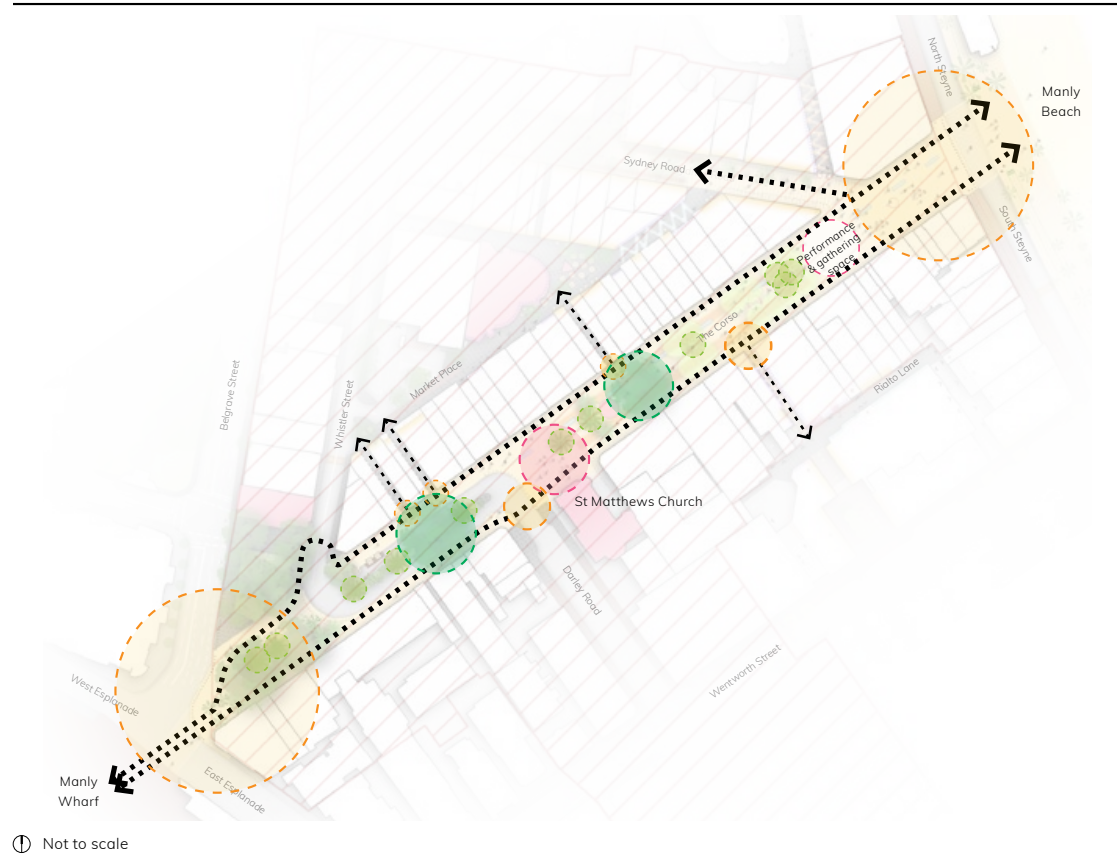 North Steyne
Manly
Beach
Sydney Road
South Steyne
Performance
& gathering
space
The Corso
Market Place
Rialto Lane
Belgrave Street
Whistler Street
St Matthews Church
Darley Road
Wentworth Street
West Esplanade
East Esplanade
Manly
Wharf
Not to scale